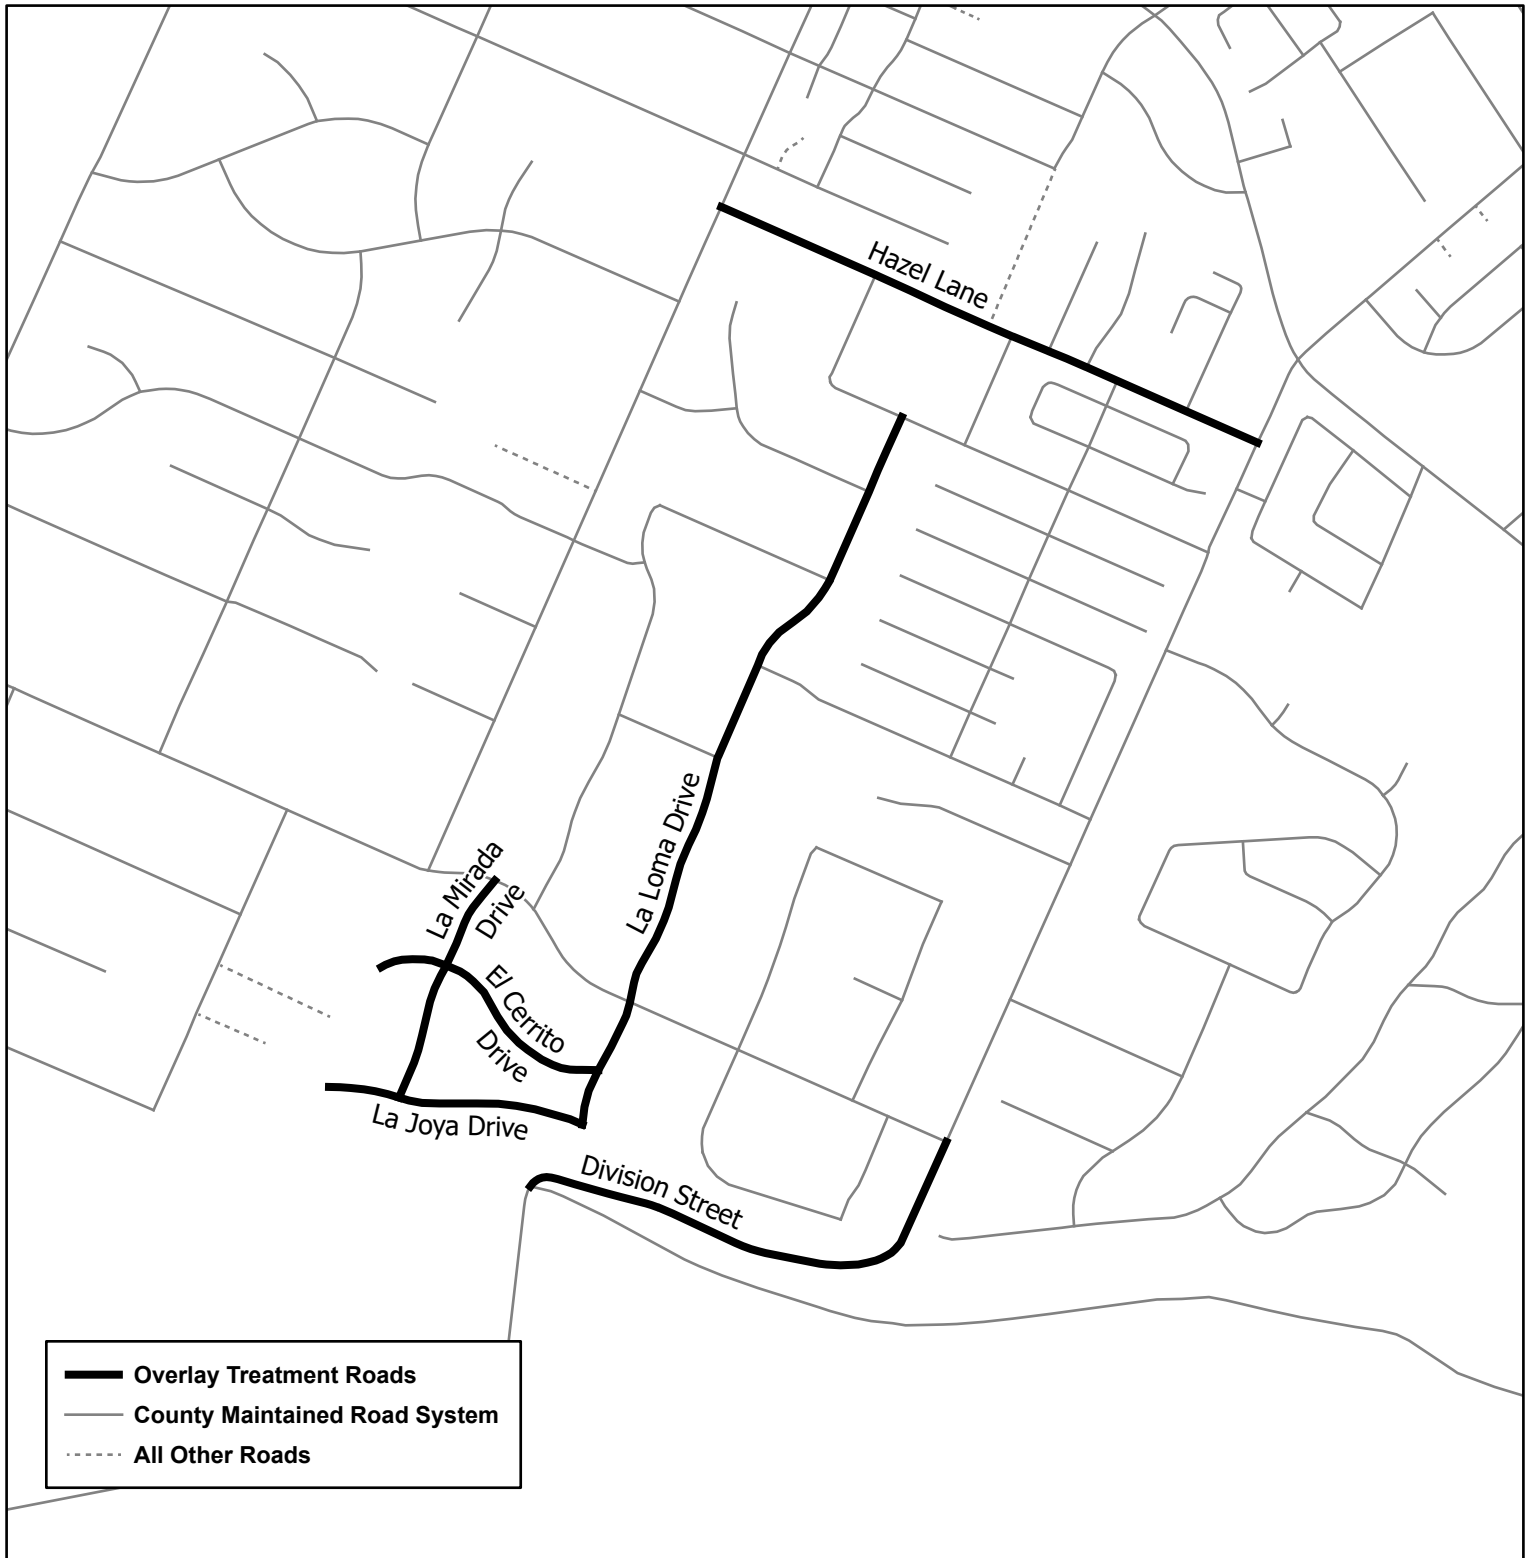 Hazel Lane
La Loma Drive
La Mirada
Drive
El Cerrito
Drive
La Joya Drive
Division Street
Overlay Treatment Roads
County Maintained Road System
All Other Roads